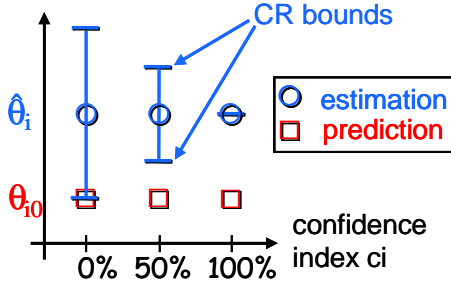 CR bounds
θ̂i
estimation
prediction
θi0
confidence
index ci
0% 50% 100%